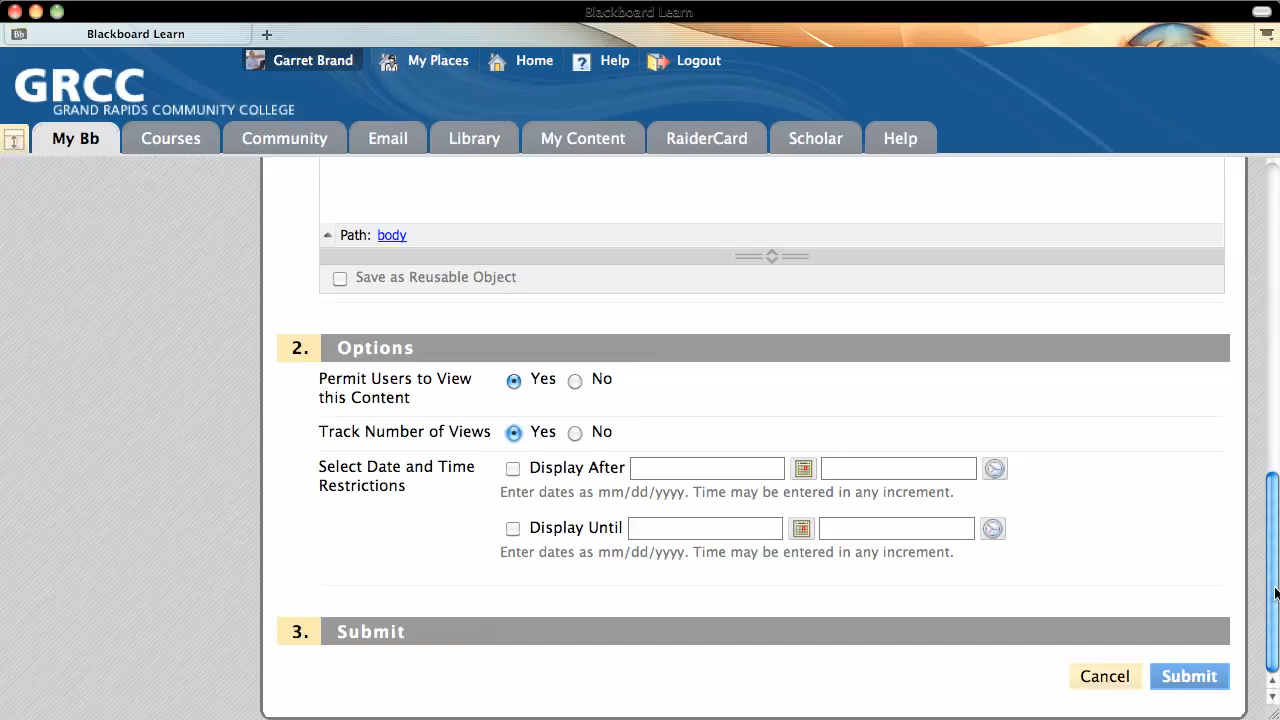 Blackboard Learn
Bb Blackboard Learn +
Garret Brand My Places Home ? Help Logout
GRCC
GRAND RAPIDS COMMUNITY COLLEGE
My Bb Courses Community Email Library My Content RaiderCard Scholar Help
Path: body
Save as Reusable Object
2. Options
Permit Users to View
this Content
Yes No
Track Number of Views Yes No
Select Date and Time
Restrictions
Display After
Enter dates as mm/dd/yyyy. Time may be entered in any increment.
Display Until
Enter dates as mm/dd/yyyy. Time may be entered in any increment.
3. Submit
Cancel Submit